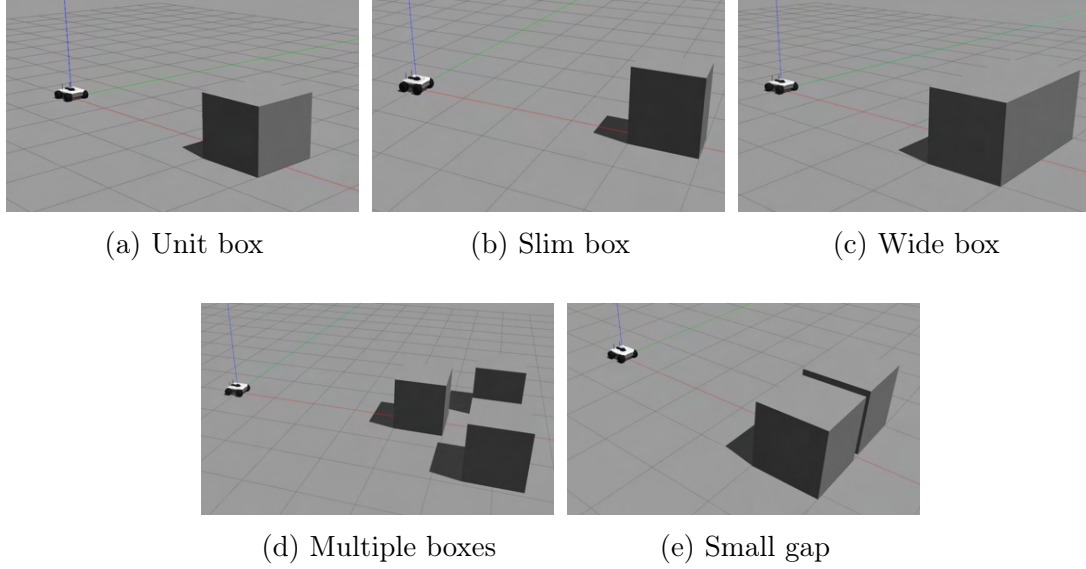 (a) Unit box
(b) Slim box
(c) Wide box
(d) Multiple boxes
(e) Small gap